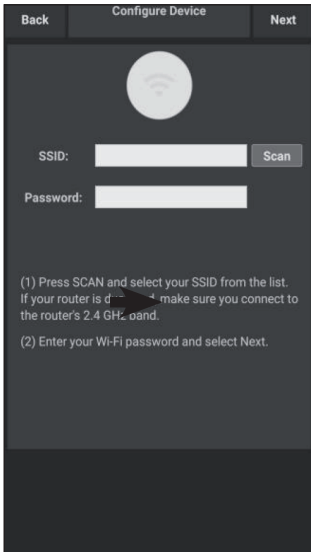 Back
Configure Device
Next
SSID:
Scan
Password:
(1) Press SCAN and select your SSID from the list.
If your router is make sure you connect to
the router's 2.4 GHz band.
(2) Enter your Wi-Fi password and select Next.